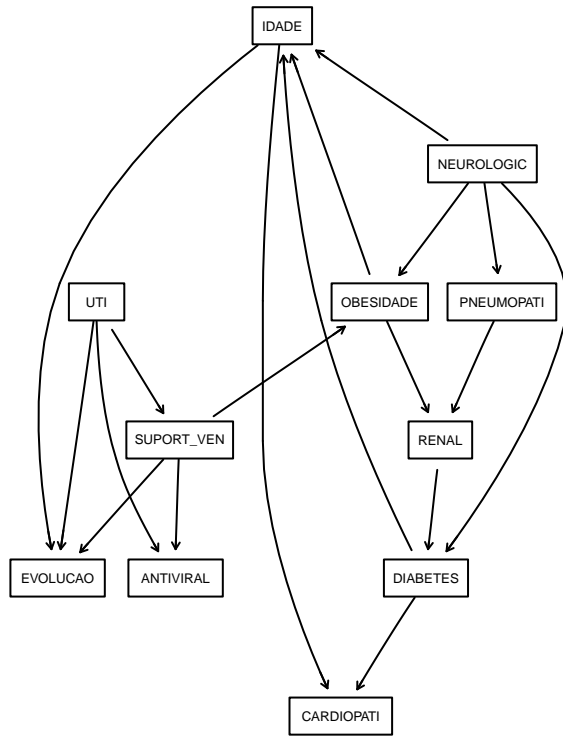 IDADE
NEUROLOGIC
UTI
OBESIDADE
PNEUMOPATI
SUPORT_VEN
RENAL
EVOLUCAO
ANTIVIRAL
DIABETES
CARDIOPATI